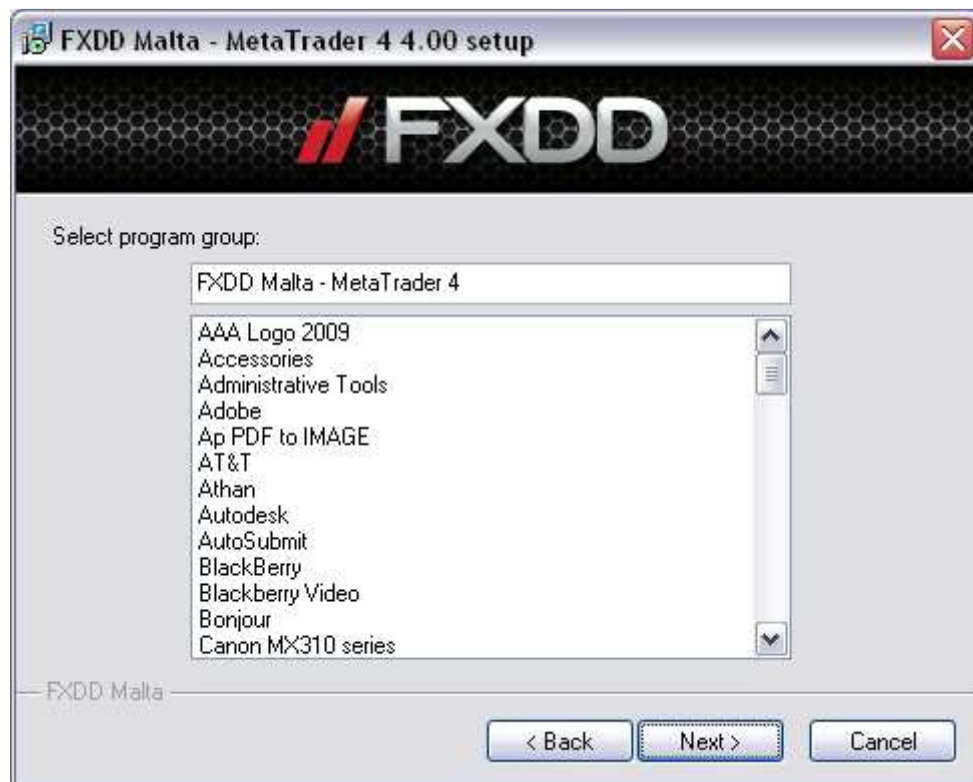 FXDD Malta - MetaTrader 4 4.00 setup
FXDD
Select program group:
FXDD Malta - MetaTrader 4
AAA Logo 2009
Accessories
Administrative Tools
Adobe
Ap PDF to IMAGE
AT&T
Athan
Autodesk
AutoSubmit
BlackBerry
Blackberry Video
Bonjour
Canon MX310 series
FXDD Malta
< Back Next > Cancel